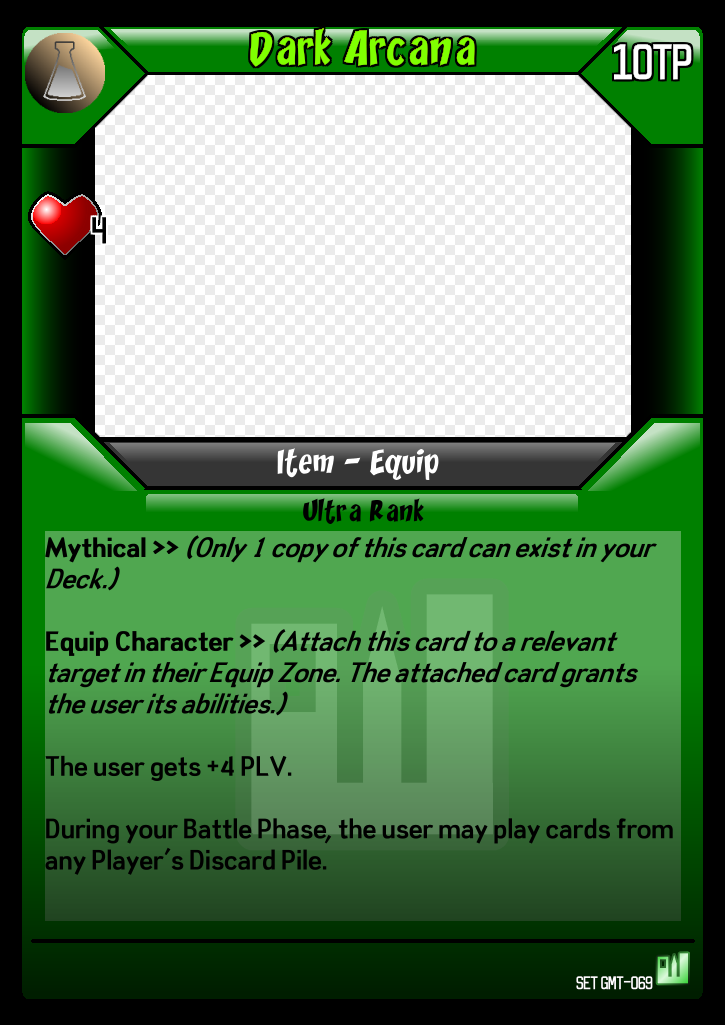 Dark Arcana
10TP
4
Item - Equip
Ultra Rank
Mythical >> (Only 1 copy of this card can exist in your
Deck.)
Equip Character >> (Attach this card to a relevant
target in their Equip Zone. The attached card grants
the user its abilities.)
The user gets +4 PLV.
During your Battle Phase, the user may play cards from
any Player's Discard Pile.
SET GMT-069